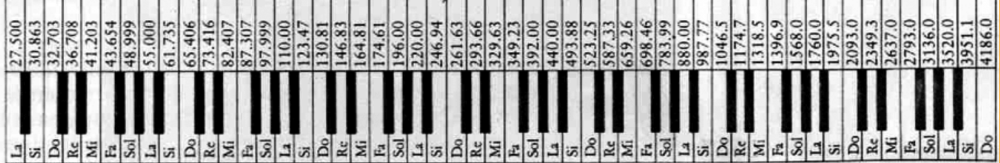 27.500 30.863 32.703 36.708 41.203 43.654 48.999 55.000 61.735 65.406 73.416 82.407 87.307 97.999 110.00 123.47 130.81 146.83 164.81 174.61 196.00 220.00 246.94 261.63 293.66 329.63 349.23 392.00 440.00 493.88 523.25 587.33 659.26 698.46 783.99 880.00 987.77 1046.5 1174.7 1318.5 1396.9 1568.0 1760.0 1975.5 2093.0 2349.3 2637.0 2793.0 3136.0 3520.0 3951.1 4186.0
La Si Do Re Mi Fa Sol La Si Do Re Mi Fa Sol La Si Do Re Mi Fa Sol La Si Do Re Mi Fa Sol La Si Do Re Mi Fa Sol La Si Do Re Mi Fa Sol La Si Do Re Mi Fa Sol La Si Do